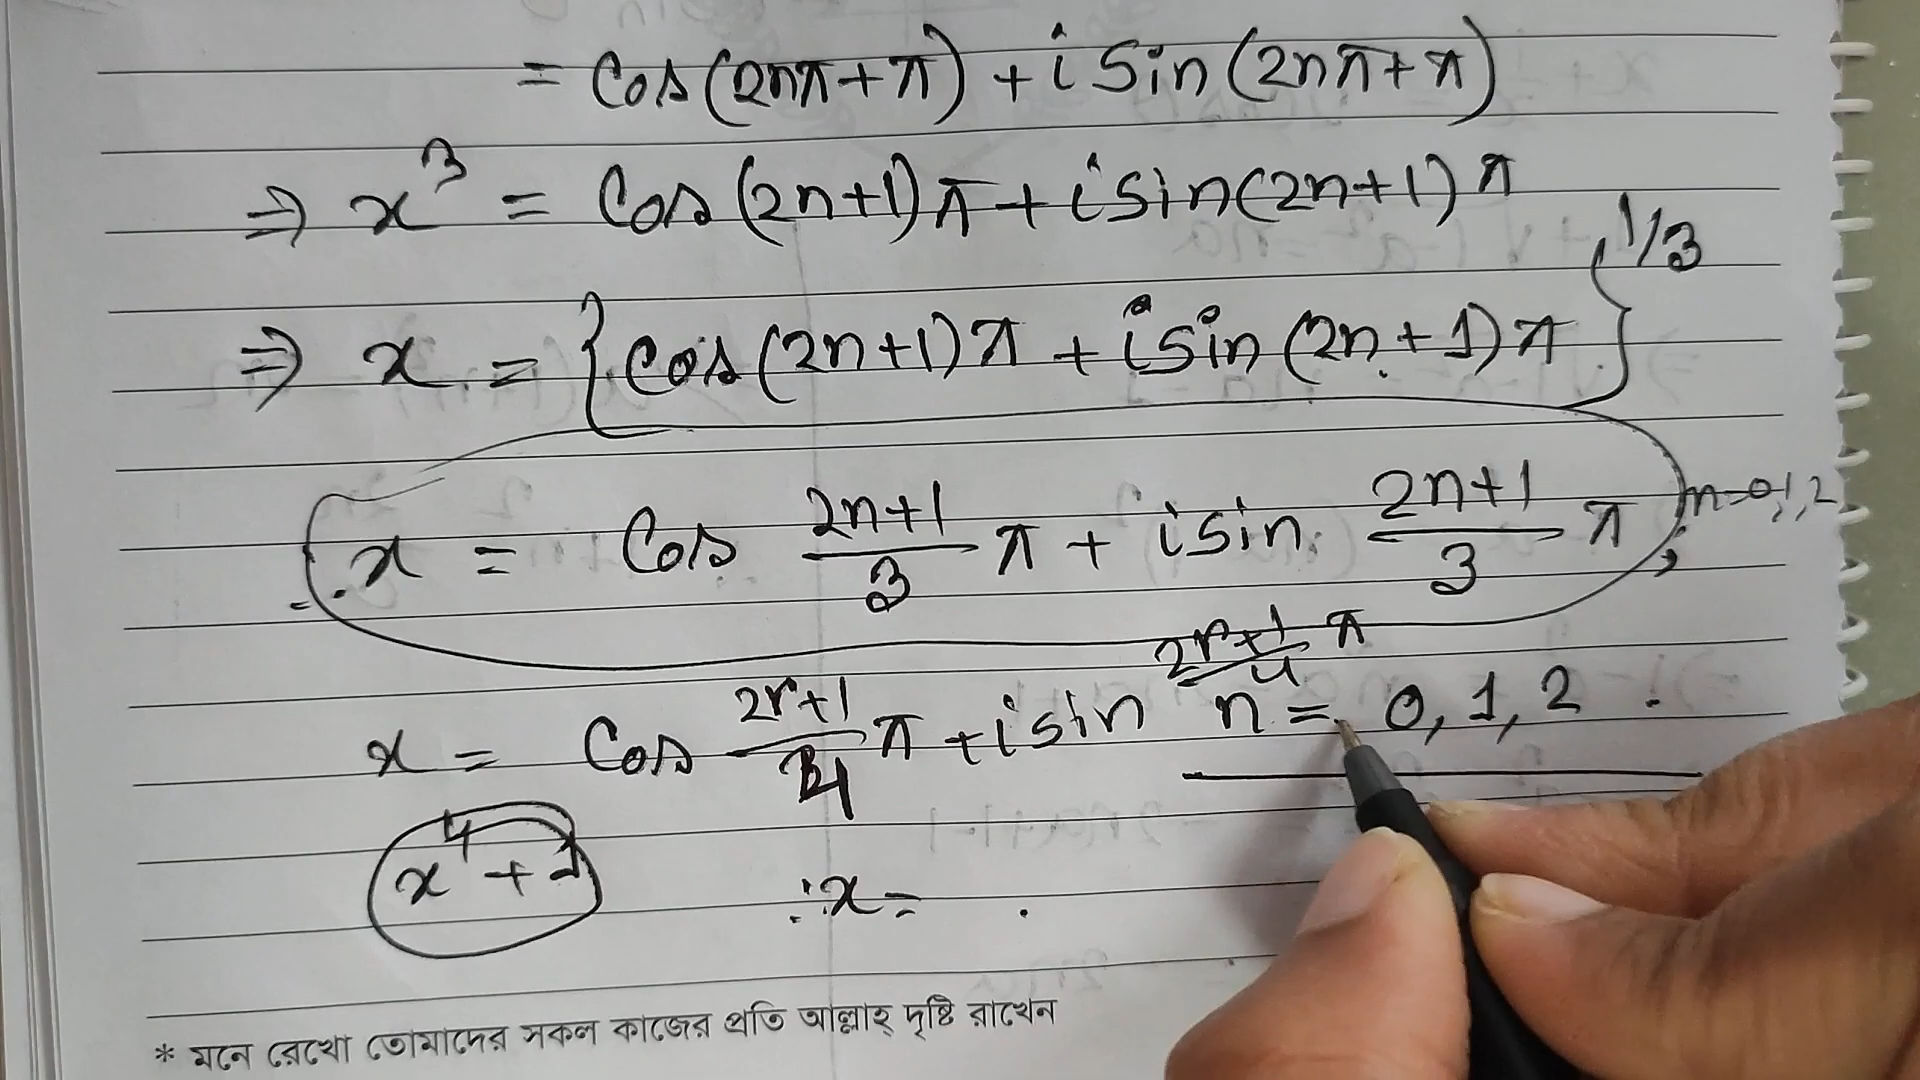 = Cos(2nπ+π) + i Sin(2nπ+π)
⇒ x³ = Cos(2n+1)π + i Sin(2n+1)π
⇒ x = {Cos(2n+1)π + i Sin(2n+1)π}^1/3
∴ x = Cos (2n+1)/3 π + i Sin (2n+1)/3 π ; n=0,1,2
x = Cos (2r+1)/4 π + i Sin (2r+1)/4 π n = 0, 1, 2 .
x⁴ + 1 ∴ x =
* মনে রেখো তোমাদের সকল কাজের প্রতি আল্লাহ্ দৃষ্টি রাখেন